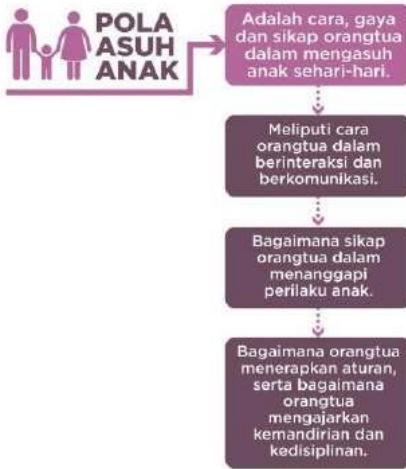 POLA
ASUH
ANAK
Adalah cara, gaya
dan sikap orangtua
dalam mengasuh
anak sehari-hari.
Meliputi cara
orangtua dalam
berinteraksi dan
berkomunikasi.
Bagaimana sikap
orangtua dalam
menanggapi
perilaku anak.
Bagaimana orangtua
menerapkan aturan,
serta bagaimana
orangtua
mengajarkan
kemandirian dan
kedisiplinan.